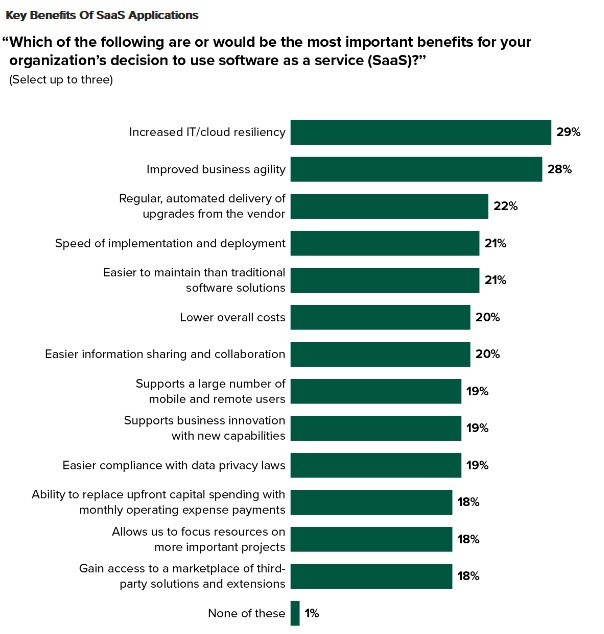 Key Benefits Of SaaS Applications
“Which of the following are or would be the most important benefits for your
organization’s decision to use software as a service (SaaS)?”
(Select up to three)
Increased IT/cloud resiliency 29%
Improved business agility 28%
Regular, automated delivery of
upgrades from the vendor 22%
Speed of implementation and deployment 21%
Easier to maintain than traditional
software solutions 21%
Lower overall costs 20%
Easier information sharing and collaboration 20%
Supports a large number of
mobile and remote users 19%
Supports business innovation
with new capabilities 19%
Easier compliance with data privacy laws 19%
Ability to replace upfront capital spending with
monthly operating expense payments 18%
Allows us to focus resources on
more important projects 18%
Gain access to a marketplace of third-
party solutions and extensions 18%
None of these 1%